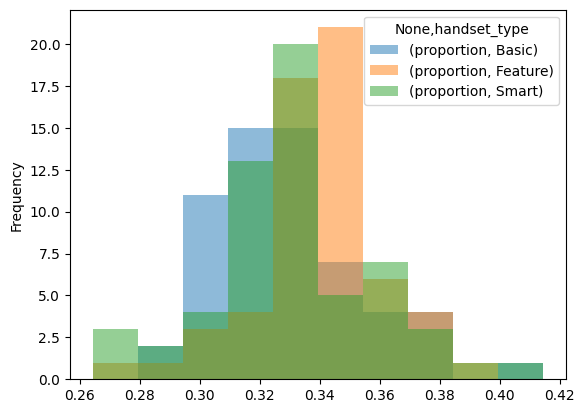 None,handset_type
(proportion, Basic)
(proportion, Feature)
(proportion, Smart)
Frequency
20.0
17.5
15.0
12.5
10.0
7.5
5.0
2.5
0.0
0.26 0.28 0.30 0.32 0.34 0.36 0.38 0.40 0.42